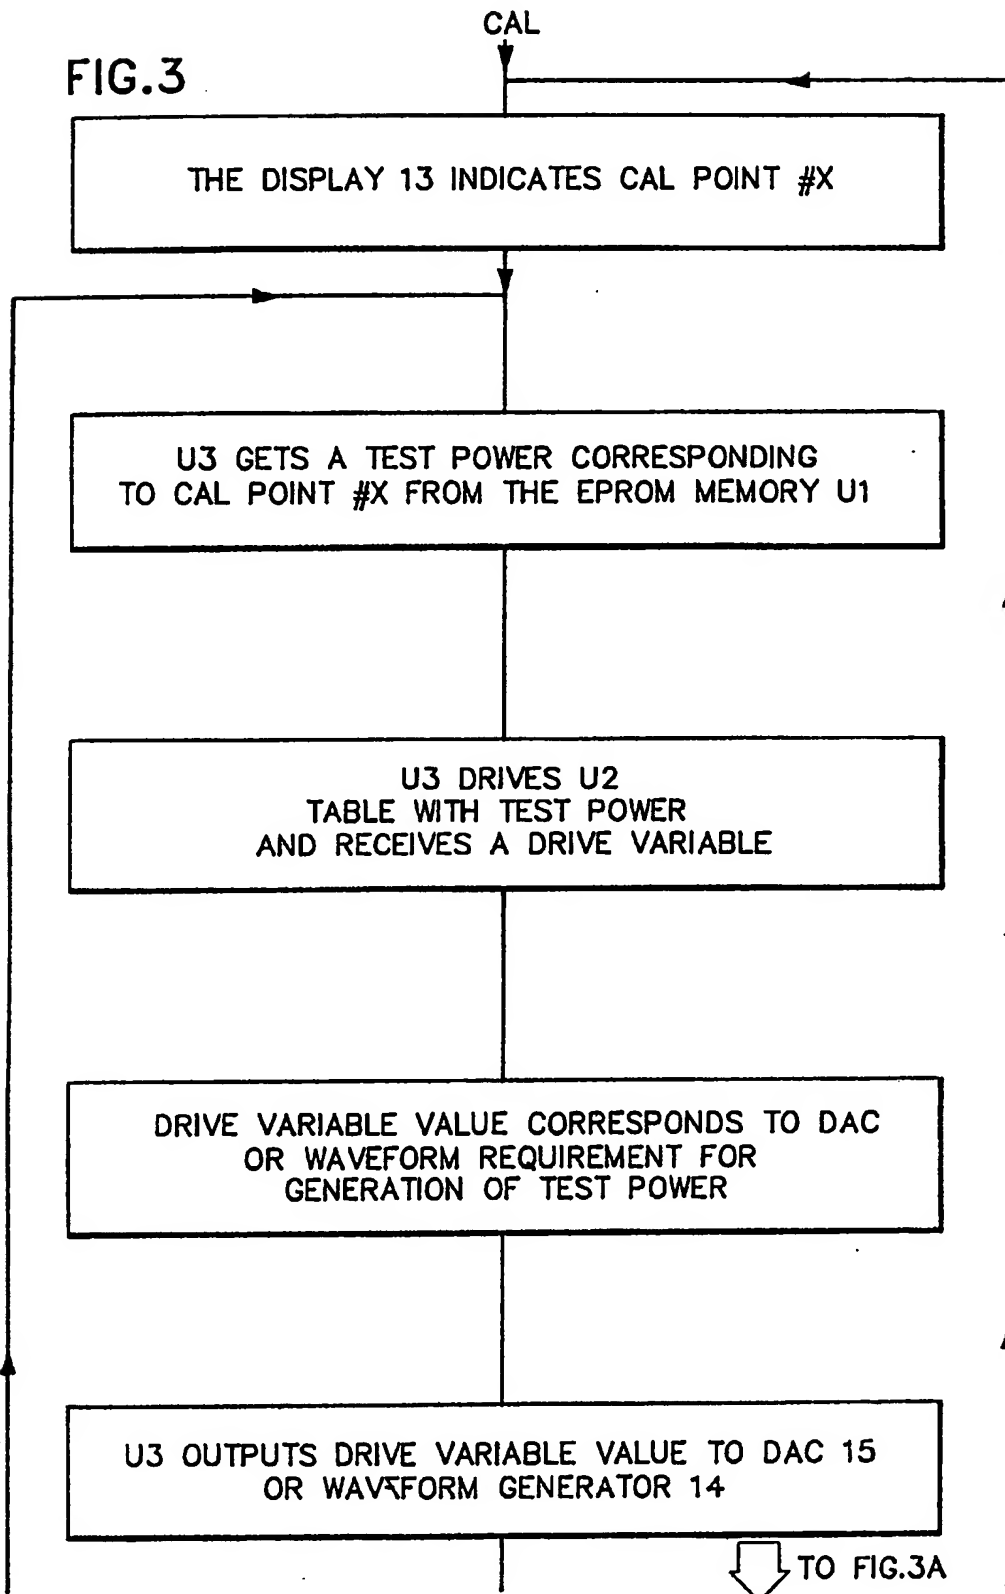 CAL
FIG.3
THE DISPLAY 13 INDICATES CAL POINT #X
U3 GETS A TEST POWER CORRESPONDING
TO CAL POINT #X FROM THE EPROM MEMORY U1
U3 DRIVES U2
TABLE WITH TEST POWER
AND RECEIVES A DRIVE VARIABLE
DRIVE VARIABLE VALUE CORRESPONDS TO DAC
OR WAVEFORM REQUIREMENT FOR
GENERATION OF TEST POWER
U3 OUTPUTS DRIVE VARIABLE VALUE TO DAC 15
OR WAVEFORM GENERATOR 14
TO FIG.3A